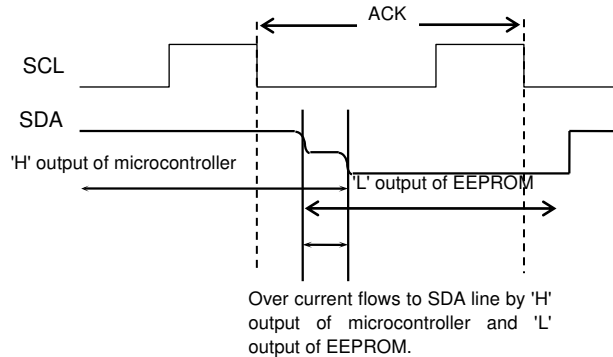 ACK
SCL
SDA
'H' output of microcontroller
'L' output of EEPROM
Over current flows to SDA line by 'H'
output of microcontroller and 'L'
output of EEPROM.